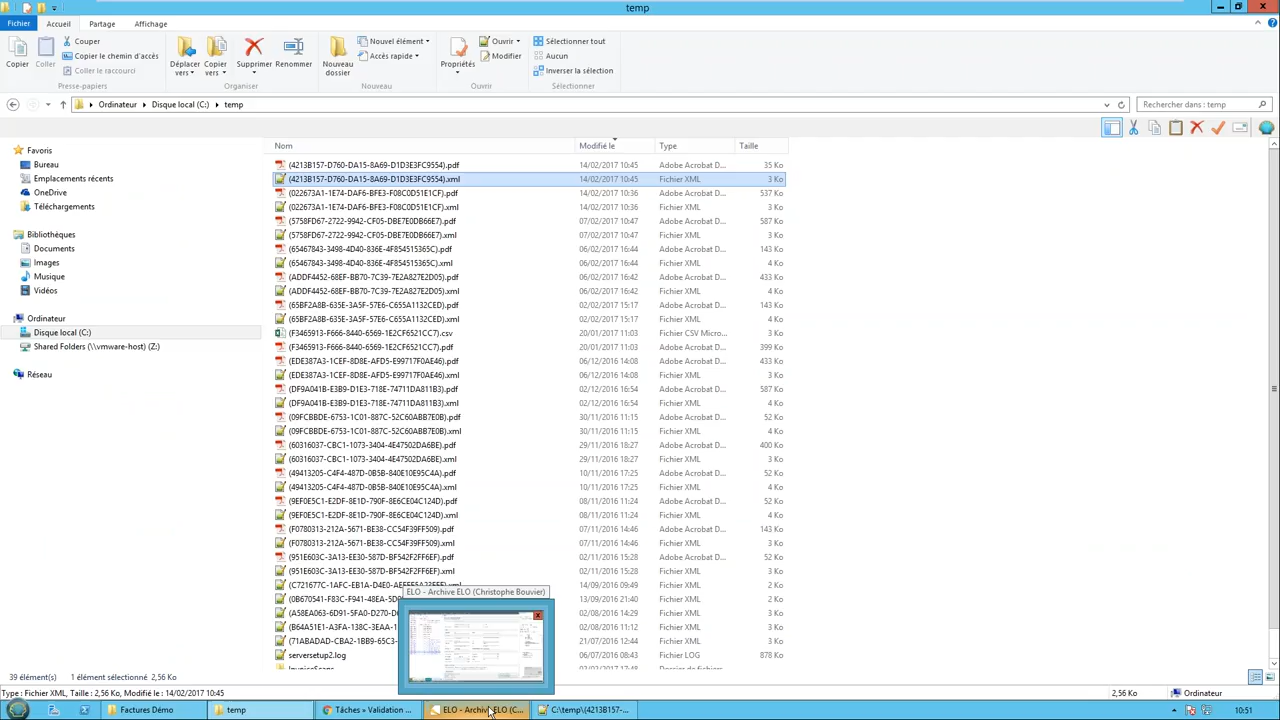 temp
Fichier Accueil Partage Affichage
Copier
Coller
Couper
Copier le chemin d'accès
Coller le raccourci
Presse-papiers
Déplacer vers
Copier vers
Supprimer
Renommer
Organiser
Nouveau dossier
Nouvel élément
Accès rapide
Nouveau
Propriétés
Ouvrir
Modifier
Ouvrir
Sélectionner tout
Aucun
Inverser la sélection
Sélectionner
Ordinateur Disque local (C:) temp
Rechercher dans : temp
Favoris
Bureau
Emplacements récents
OneDrive
Téléchargements
Bibliothèques
Documents
Images
Musique
Vidéos
Ordinateur
Disque local (C:)
Shared Folders (\\vmware-host) (Z:)
Réseau
Nom Modifié le Type Taille
(4213B157-D760-DA15-8A69-D1D3E3FC9554).pdf 14/02/2017 10:45 Adobe Acrobat D... 35 Ko
(4213B157-D760-DA15-8A69-D1D3E3FC9554).xml 14/02/2017 10:45 Fichier XML 3 Ko
(022673A1-1E74-DAF6-BFE3-F08C0D51E1CF).pdf 14/02/2017 10:36 Adobe Acrobat D... 537 Ko
(022673A1-1E74-DAF6-BFE3-F08C0D51E1CF).xml 14/02/2017 10:36 Fichier XML 3 Ko
(5758FD67-2722-9942-CF05-DBE7E0DB66E7).pdf 07/02/2017 10:47 Adobe Acrobat D... 587 Ko
(5758FD67-2722-9942-CF05-DBE7E0DB66E7).xml 07/02/2017 10:47 Fichier XML 3 Ko
(65467843-3498-4D40-836E-4F854515365C).pdf 06/02/2017 16:44 Adobe Acrobat D... 143 Ko
(65467843-3498-4D40-836E-4F854515365C).xml 06/02/2017 16:44 Fichier XML 3 Ko
(ADDF4452-68EF-BB70-7C39-7E2A827E2D05).pdf 06/02/2017 16:42 Adobe Acrobat D... 433 Ko
(ADDF4452-68EF-BB70-7C39-7E2A827E2D05).xml 06/02/2017 16:42 Fichier XML 3 Ko
(65BF2A8B-635E-3A5F-57E6-C655A1132CED).pdf 02/02/2017 15:17 Adobe Acrobat D... 143 Ko
(65BF2A8B-635E-3A5F-57E6-C655A1132CED).xml 02/02/2017 15:17 Fichier XML 3 Ko
(F3465913-F666-8440-6569-1E2CF6521CC7).csv 20/01/2017 11:03 Fichier CSV Micro... 3 Ko
(F3465913-F666-8440-6569-1E2CF6521CC7).pdf 20/01/2017 11:03 Adobe Acrobat D... 399 Ko
(EDE387A3-1CEF-8D8E-AFD5-E99717F0AE46).pdf 06/12/2016 14:08 Adobe Acrobat D... 433 Ko
(EDE387A3-1CEF-8D8E-AFD5-E99717F0AE46).xml 06/12/2016 14:08 Fichier XML 3 Ko
(DF9A041B-E3B9-D1E3-718E-74711DA811B3).pdf 02/12/2016 16:54 Adobe Acrobat D... 587 Ko
(DF9A041B-E3B9-D1E3-718E-74711DA811B3).xml 02/12/2016 16:54 Fichier XML 4 Ko
(09FCBBDE-6753-1C01-887C-52C60ABB7E0B).pdf 30/11/2016 11:15 Adobe Acrobat D... 52 Ko
(09FCBBDE-6753-1C01-887C-52C60ABB7E0B).xml 30/11/2016 11:15 Fichier XML 4 Ko
(60316037-CBC1-1073-3404-4E47502DA6BE).pdf 29/11/2016 18:27 Adobe Acrobat D... 400 Ko
(60316037-CBC1-1073-3404-4E47502DA6BE).xml 29/11/2016 18:27 Fichier XML 3 Ko
(49413205-C4F4-487D-0B5B-840E10E95C4A).pdf 10/11/2016 17:25 Adobe Acrobat D... 52 Ko
(49413205-C4F4-487D-0B5B-840E10E95C4A).xml 10/11/2016 17:25 Fichier XML 4 Ko
(9EF0E5C1-E2DF-8E1D-790F-8E6CE04C124D).pdf 08/11/2016 11:24 Adobe Acrobat D... 52 Ko
(9EF0E5C1-E2DF-8E1D-790F-8E6CE04C124D).xml 08/11/2016 11:24 Fichier XML 3 Ko
(F0780313-212A-5671-BE38-CC54F39FF509).pdf 07/11/2016 14:46 Adobe Acrobat D... 143 Ko
(F0780313-212A-5671-BE38-CC54F39FF509).xml 07/11/2016 14:46 Fichier XML 3 Ko
(951E603C-3A13-EE30-587D-BF542F2FF6EF).pdf 02/11/2016 15:28 Adobe Acrobat D... 52 Ko
(951E603C-3A13-EE30-587D-BF542F2FF6EF).xml 02/11/2016 15:28 Fichier XML 3 Ko
14/09/2016 09:49 Fichier XML 2 Ko
ELO - Archive ELO (Christophe Bouvier)
13/09/2016 21:40 Fichier XML 2 Ko
02/08/2016 14:29 Fichier XML 3 Ko
02/08/2016 11:12 Fichier XML 3 Ko
21/07/2016 12:44 Fichier XML 3 Ko
serversetup2.log 06/07/2016 08:43 Fichier LOG 878 Ko
39 élément(s) 1 élément sélectionné 2,56 Ko
Type : Fichier XML, Taille : 2,56 Ko, Modifié le : 14/02/2017 10:45 2,56 Ko Ordinateur
Factures Démo temp Tâches » Validation ... ELO - Archive ELO (C... C:\temp\(4213B157-... 10:51